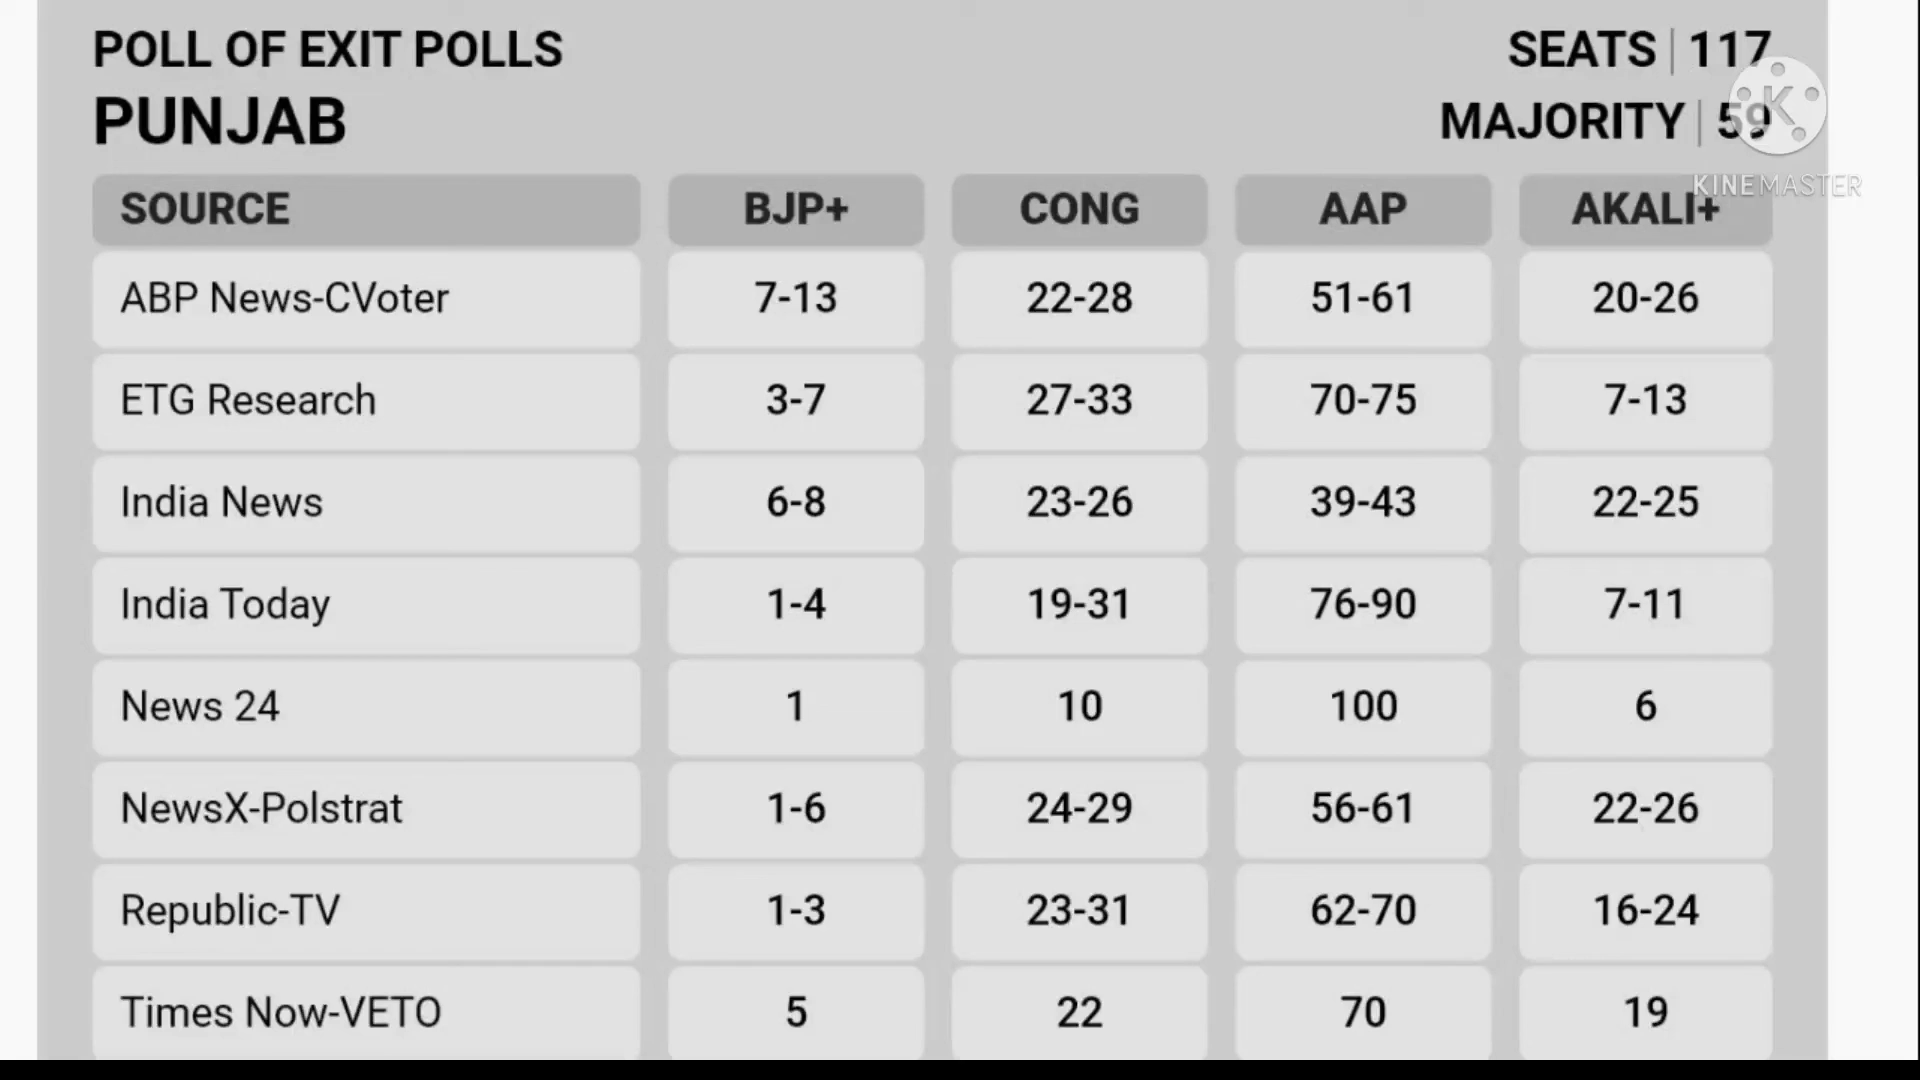 POLL OF EXIT POLLS
PUNJAB
SEATS | 117
MAJORITY | 59
K
KINEMASTER
SOURCE BJP+ CONG AAP AKALI+
ABP News-CVoter 7-13 22-28 51-61 20-26
ETG Research 3-7 27-33 70-75 7-13
India News 6-8 23-26 39-43 22-25
India Today 1-4 19-31 76-90 7-11
News 24 1 10 100 6
NewsX-Polstrat 1-6 24-29 56-61 22-26
Republic-TV 1-3 23-31 62-70 16-24
Times Now-VETO 5 22 70 19